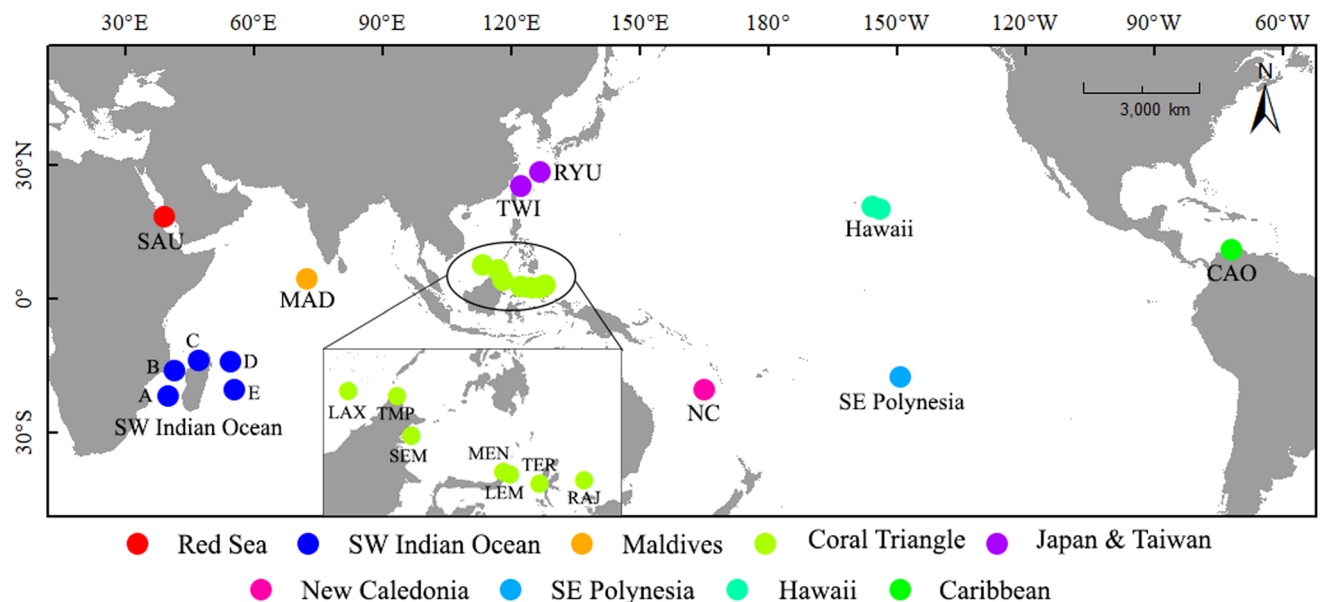 30°E 60°E 90°E 120°E 150°E 180° 150°W 120°W 90°W 60°W
N
3,000 km
30°N
RYU
TWI
SAU
Hawaii
CAO
MAD
0°
C
B
D
A
E
SW Indian Ocean
NC
SE Polynesia
30°S
LAX
TMP
SEM
MEN
TER
LEM
RAJ
Red Sea SW Indian Ocean Maldives Coral Triangle Japan & Taiwan
New Caledonia SE Polynesia Hawaii Caribbean